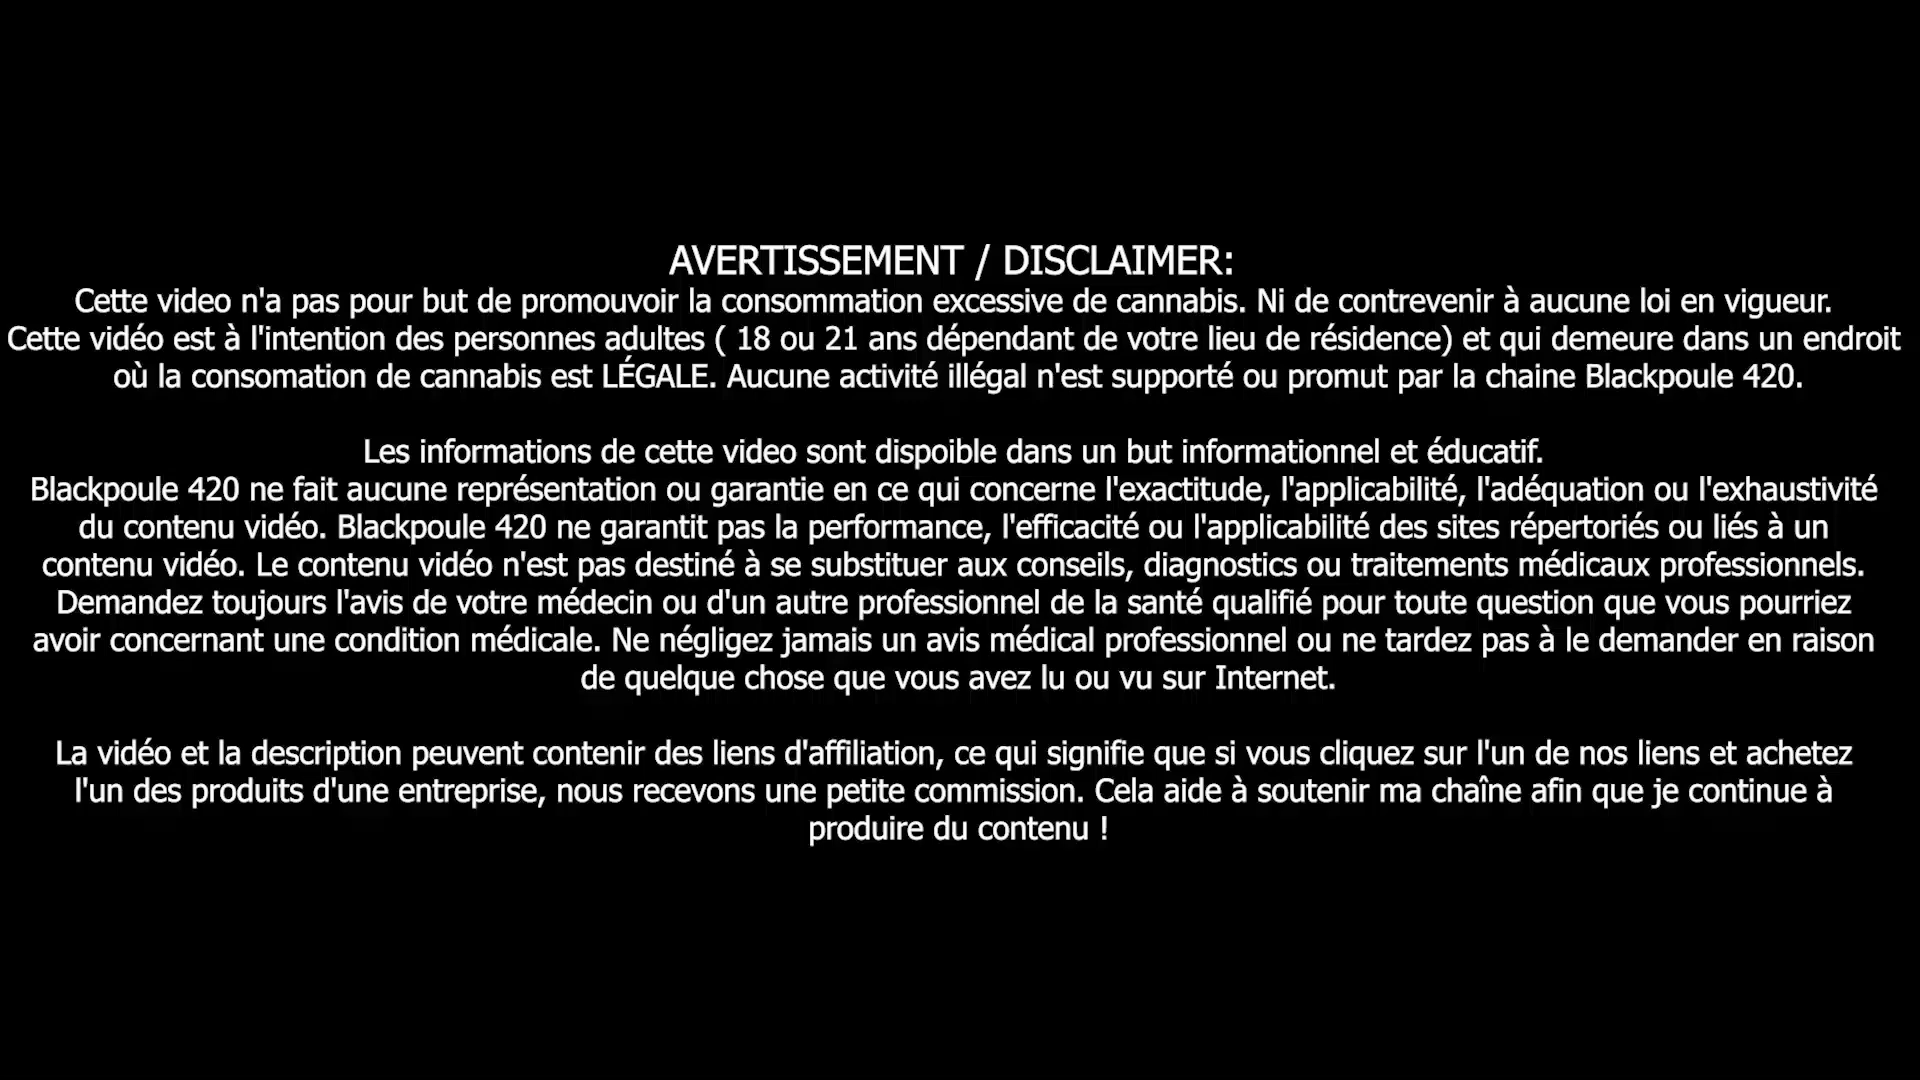 AVERTISSEMENT / DISCLAIMER:
Cette video n'a pas pour but de promouvoir la consommation excessive de cannabis. Ni de contrevenir à aucune loi en vigueur.
Cette vidéo est à l'intention des personnes adultes ( 18 ou 21 ans dépendant de votre lieu de résidence) et qui demeure dans un endroit
où la consomation de cannabis est LÉGALE. Aucune activité illégal n'est supporté ou promut par la chaine Blackpoule 420.
Les informations de cette video sont dispoible dans un but informationnel et éducatif.
Blackpoule 420 ne fait aucune représentation ou garantie en ce qui concerne l'exactitude, l'applicabilité, l'adéquation ou l'exhaustivité
du contenu vidéo. Blackpoule 420 ne garantit pas la performance, l'efficacité ou l'applicabilité des sites répertoriés ou liés à un
contenu vidéo. Le contenu vidéo n'est pas destiné à se substituer aux conseils, diagnostics ou traitements médicaux professionnels.
Demandez toujours l'avis de votre médecin ou d'un autre professionnel de la santé qualifié pour toute question que vous pourriez
avoir concernant une condition médicale. Ne négligez jamais un avis médical professionnel ou ne tardez pas à le demander en raison
de quelque chose que vous avez lu ou vu sur Internet.
La vidéo et la description peuvent contenir des liens d'affiliation, ce qui signifie que si vous cliquez sur l'un de nos liens et achetez
l'un des produits d'une entreprise, nous recevons une petite commission. Cela aide à soutenir ma chaîne afin que je continue à
produire du contenu !